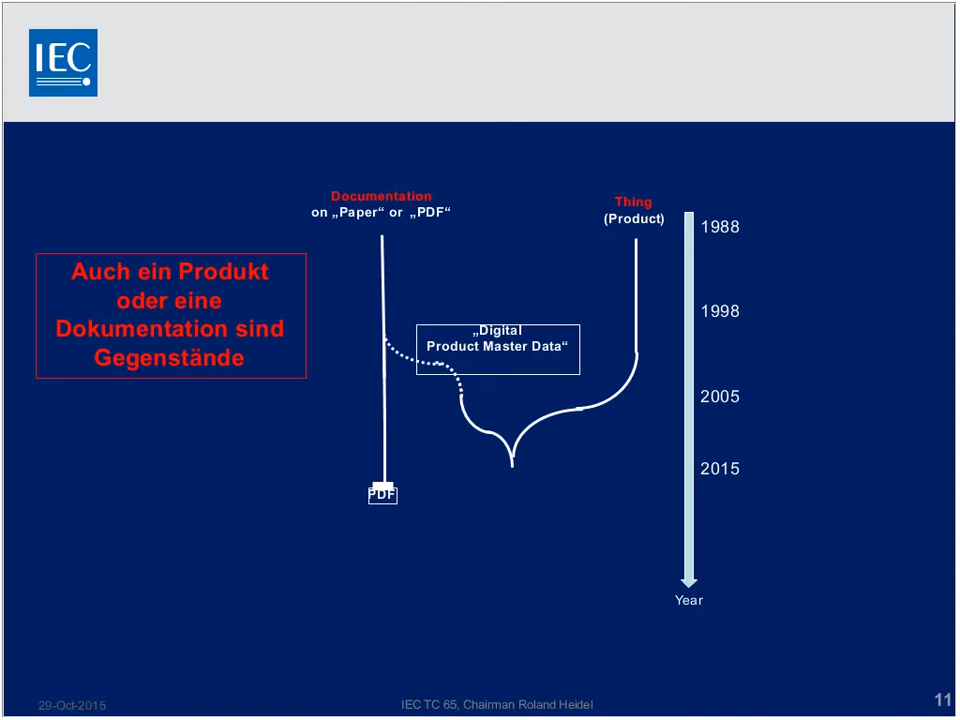 IEC
Documentation
on „Paper“ or „PDF“
Thing
(Product)
1988
Auch ein Produkt
oder eine
Dokumentation sind
Gegenstände
1998
„Digital
Product Master Data“
2005
2015
PDF
Year
29-Oct-2015
IEC TC 65, Chairman Roland Heidel
11